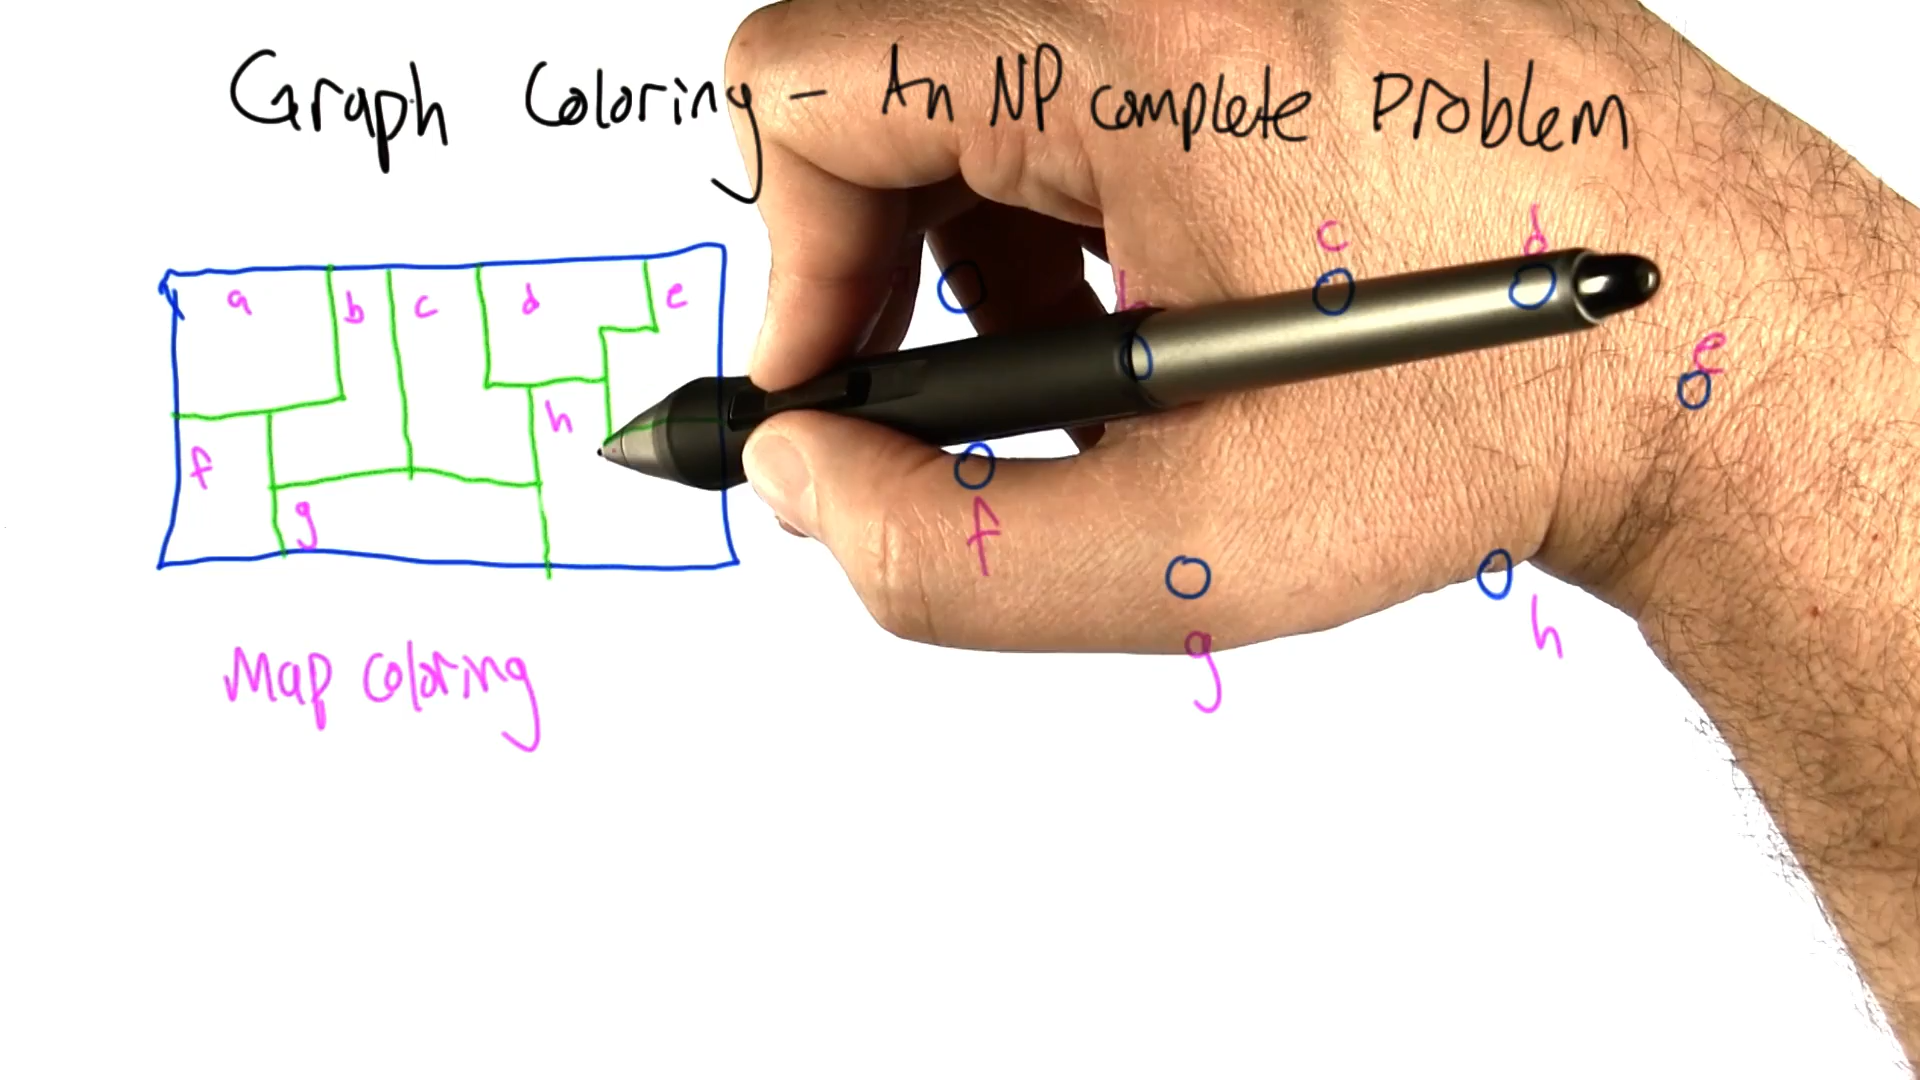 Graph Coloring - An NP complete Problem
a b c d e
h
f
g
Map Coloring
c d
b
e
f
g
h